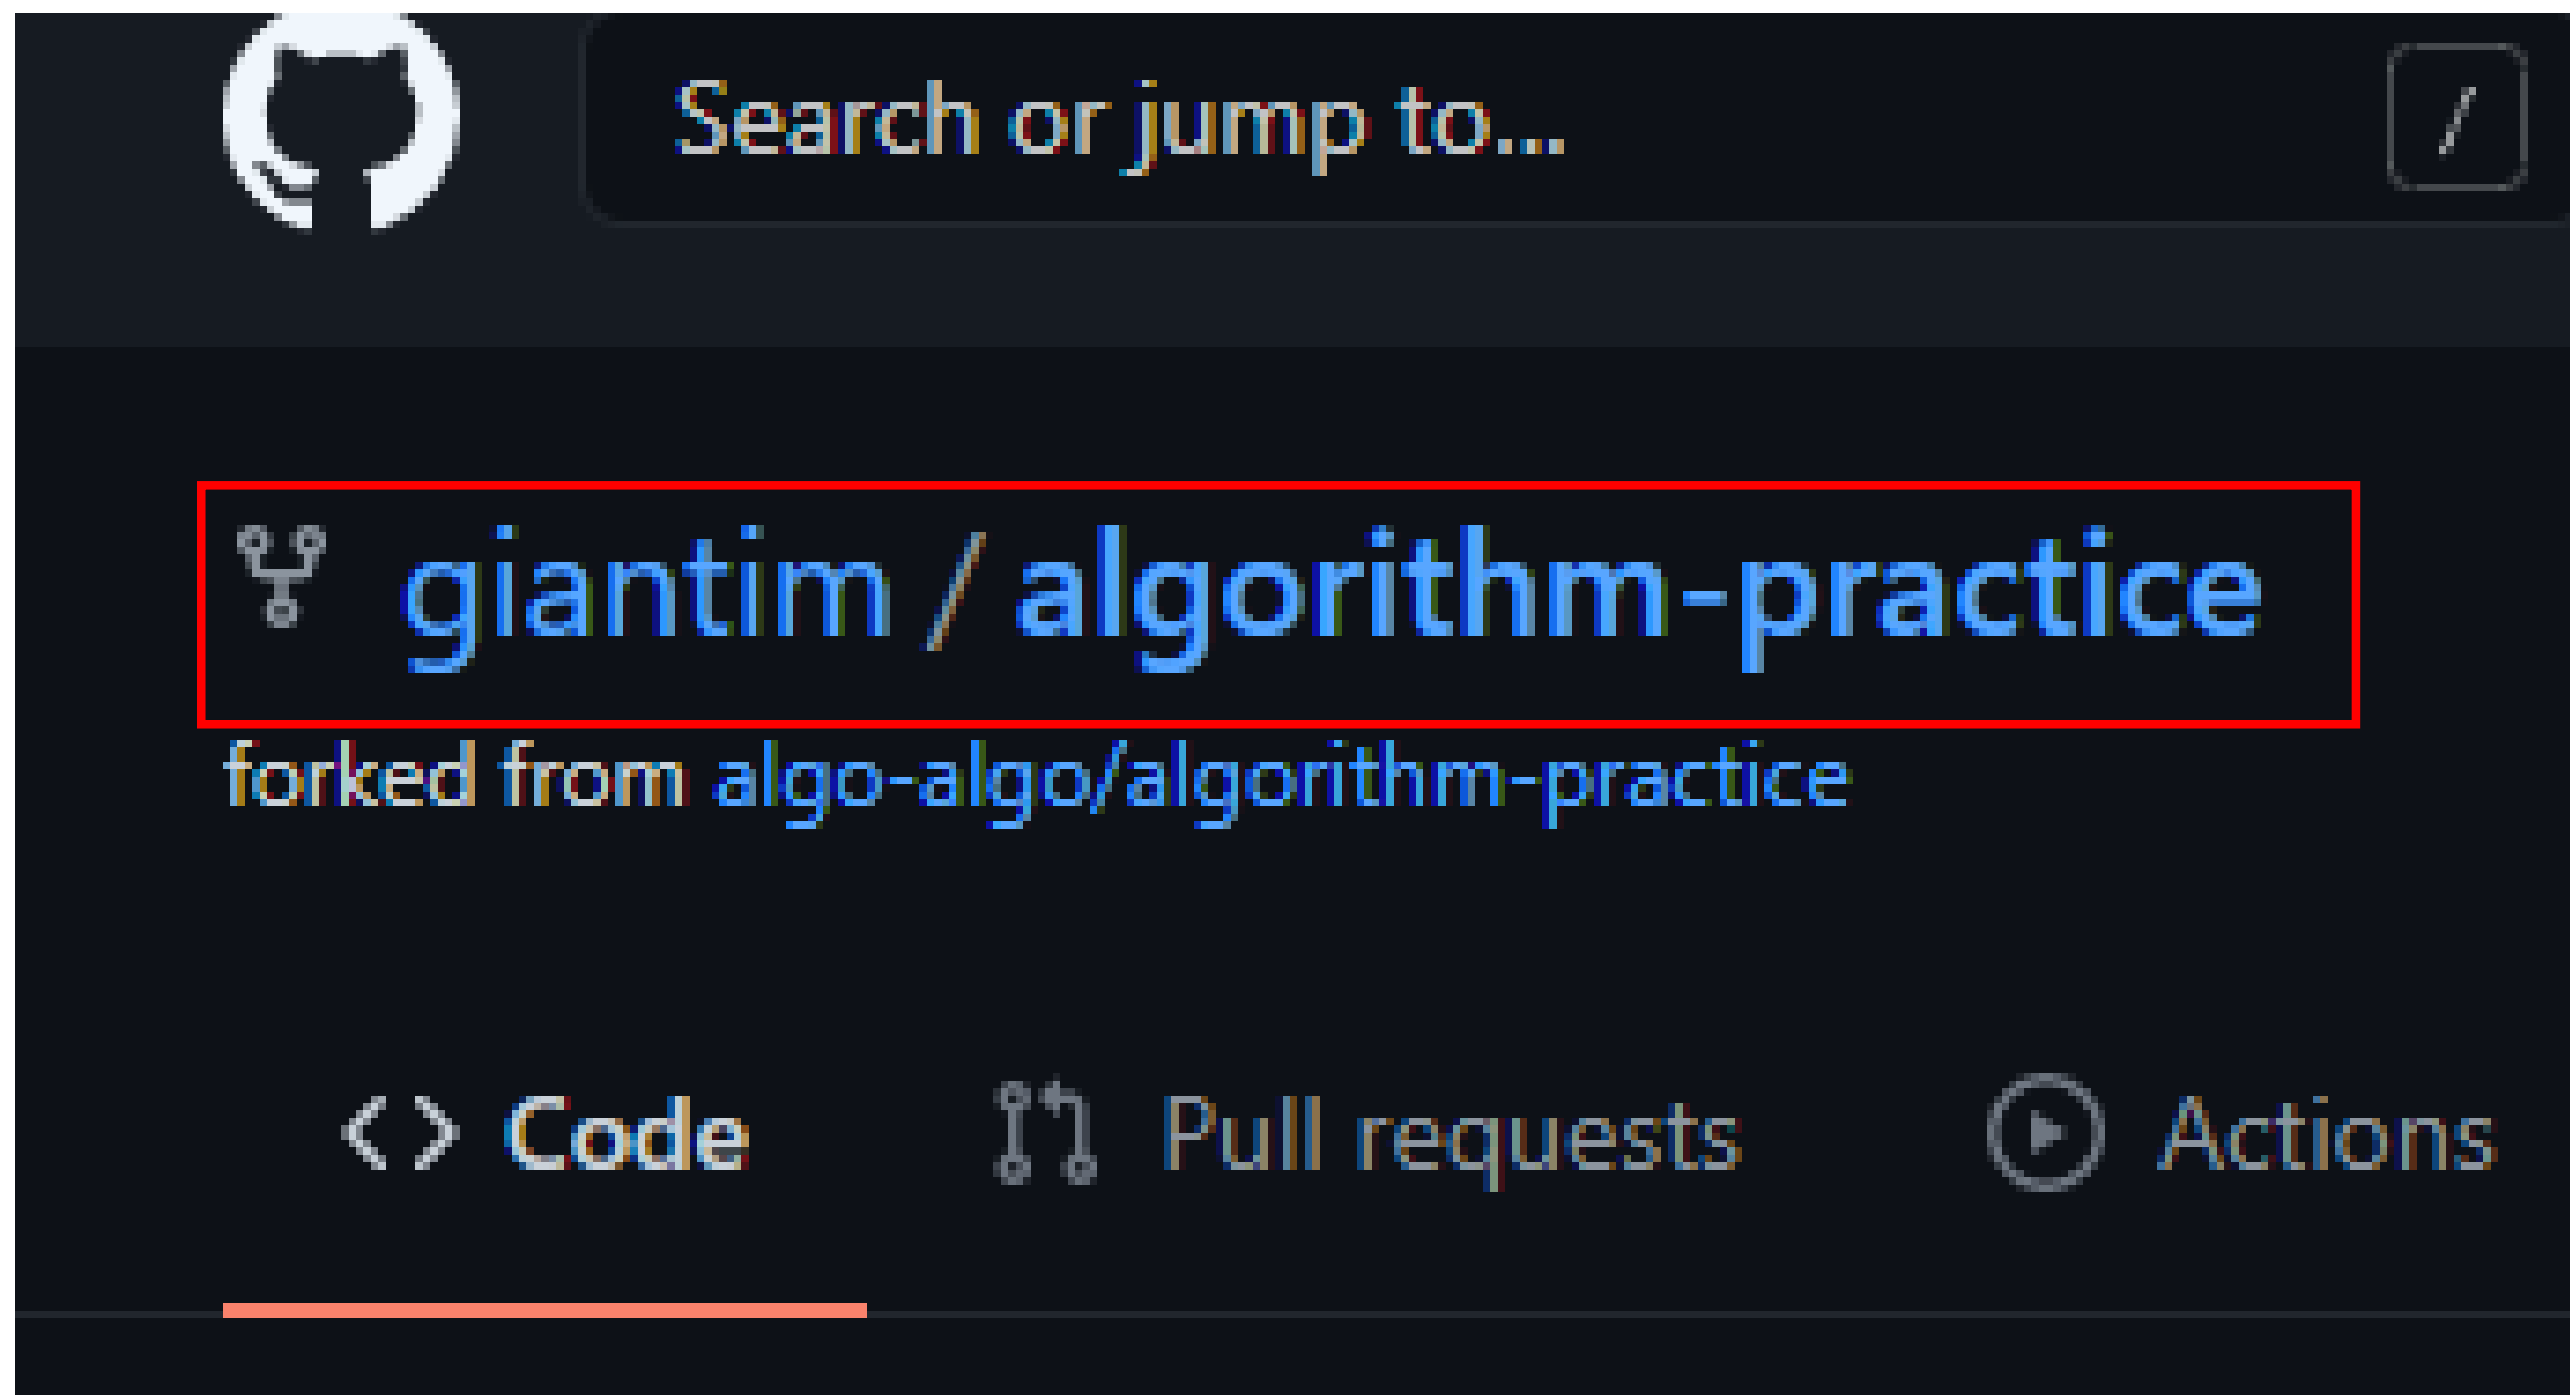 Search or jump to... /
giantim / algorithm-practice
forked from algo-algo/algorithm-practice
<> Code Pull requests Actions